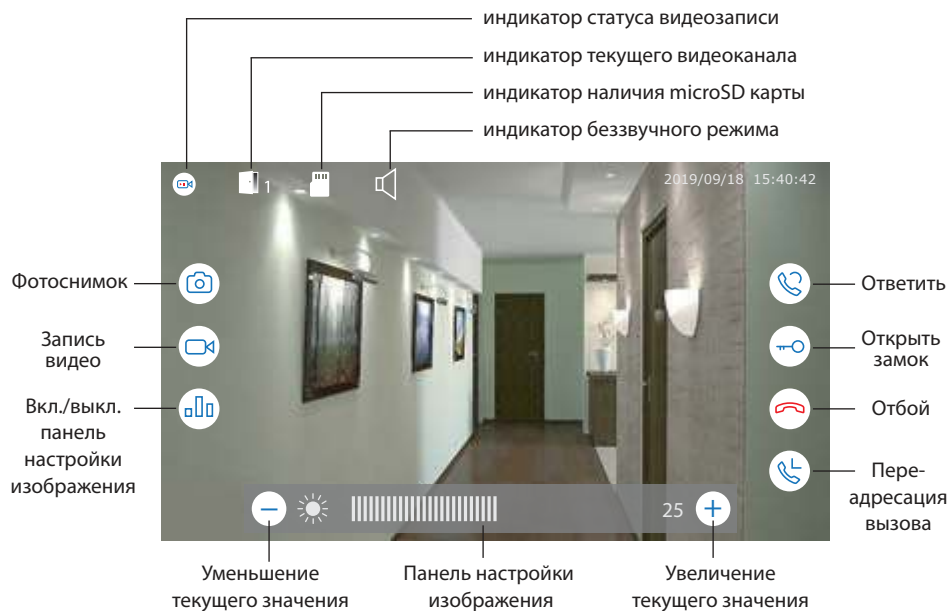 индикатор статуса видеозаписи
индикатор текущего видеоканала
индикатор наличия microSD карты
индикатор беззвучного режима
1
2019/09/18 15:40:42
Фотоснимок
Запись
видео
Вкл./выкл.
панель
настройки
изображения
Ответить
Открыть
замок
Отбой
Пере-
адресация
вызова
25
Уменьшение
текущего значения
Панель настройки
изображения
Увеличение
текущего значения